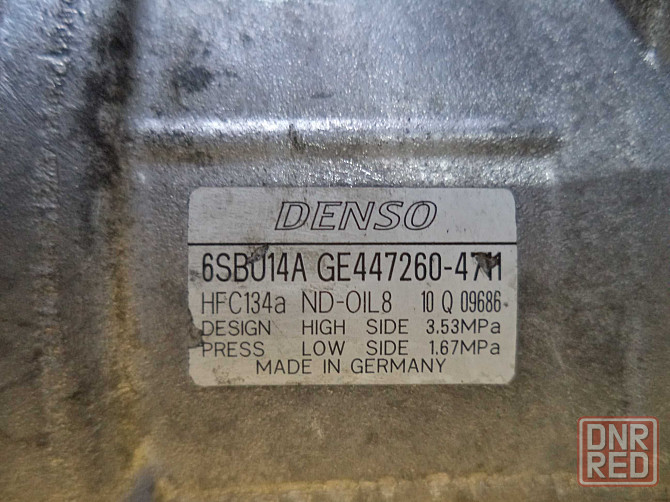 DENSO
6SBU14A GE447260-4711
HFC134a ND-OIL8 10 Q 09686
DESIGN HIGH SIDE 3.53MPa
PRESS LOW SIDE 1.67MPa
MADE IN GERMANY
DNR
RED